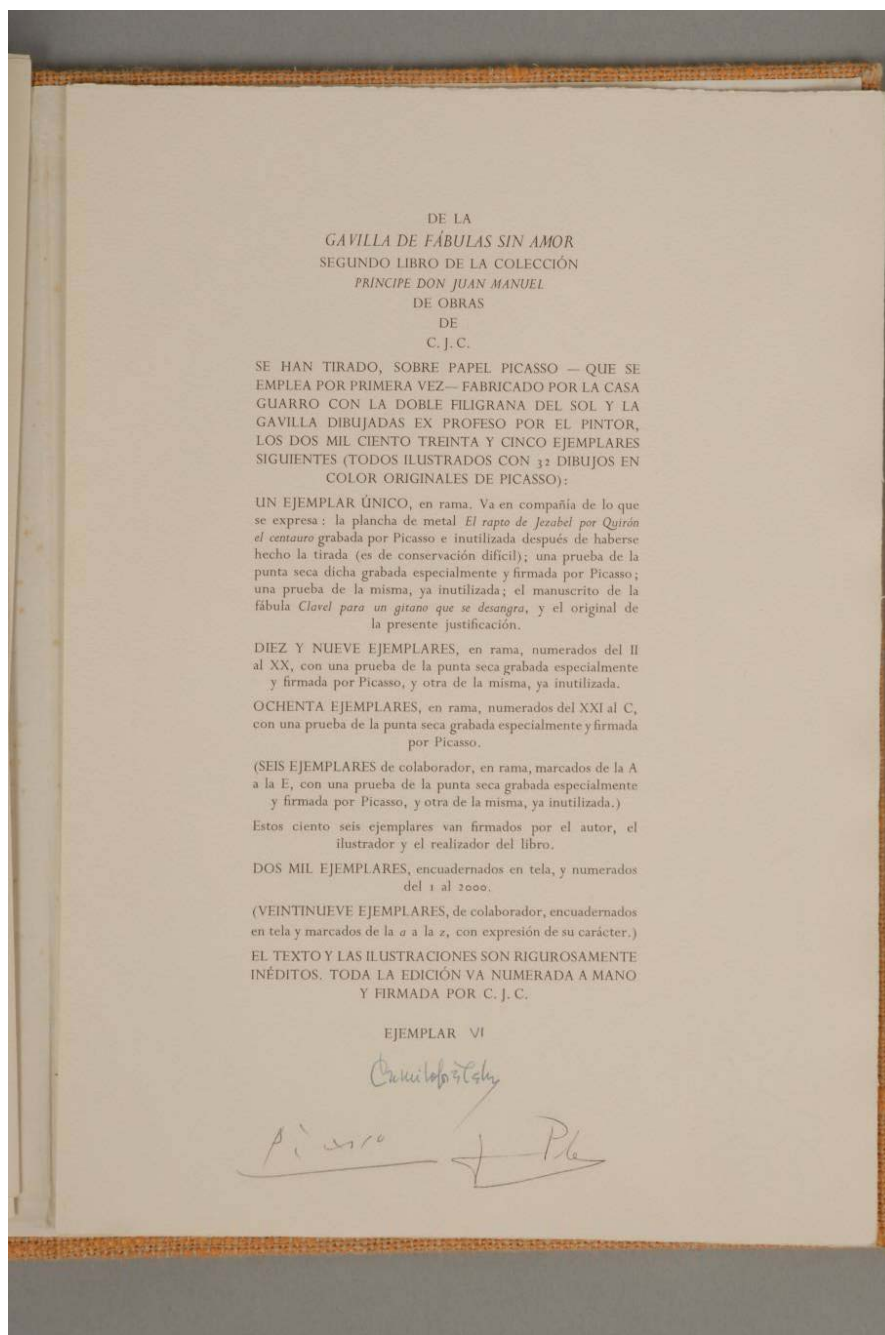 DE LA
GAVILLA DE FÁBULAS SIN AMOR
SEGUNDO LIBRO DE LA COLECCIÓN
PRÍNCIPE DON JUAN MANUEL
DE OBRAS
DE
C. J. C.
SE HAN TIRADO, SOBRE PAPEL PICASSO — QUE SE
EMPLEA POR PRIMERA VEZ— FABRICADO POR LA CASA
GUARRO CON LA DOBLE FILIGRANA DEL SOL Y LA
GAVILLA DIBUJADAS EX PROFESO POR EL PINTOR,
LOS DOS MIL CIENTO TREINTA Y CINCO EJEMPLARES
SIGUIENTES (TODOS ILUSTRADOS CON 32 DIBUJOS EN
COLOR ORIGINALES DE PICASSO):
UN EJEMPLAR ÚNICO, en rama. Va en compañía de lo que
se expresa: la plancha de metal El rapto de Jezabel por Quirón
el centauro grabada por Picasso e inutilizada después de haberse
hecho la tirada (es de conservación difícil); una prueba de la
punta seca dicha grabada especialmente y firmada por Picasso;
una prueba de la misma, ya inutilizada; el manuscrito de la
fábula Clavel para un gitano que se desangra, y el original de
la presente justificación.
DIEZ Y NUEVE EJEMPLARES, en rama, numerados del II
al XX, con una prueba de la punta seca grabada especialmente
y firmada por Picasso, y otra de la misma, ya inutilizada.
OCHENTA EJEMPLARES, en rama, numerados del XXI al C,
con una prueba de la punta seca grabada especialmente y firmada
por Picasso.
(SEIS EJEMPLARES de colaborador, en rama, marcados de la A
a la E, con una prueba de la punta seca grabada especialmente
y firmada por Picasso, y otra de la misma, ya inutilizada.)
Estos ciento seis ejemplares van firmados por el autor, el
ilustrador y el realizador del libro.
DOS MIL EJEMPLARES, encuadernados en tela, y numerados
del 1 al 2000.
(VEINTINUEVE EJEMPLARES, de colaborador, encuadernados
en tela y marcados de la a a la z, con expresión de su carácter.)
EL TEXTO Y LAS ILUSTRACIONES SON RIGUROSAMENTE
INÉDITOS. TODA LA EDICIÓN VA NUMERADA A MANO
Y FIRMADA POR C. J. C.
EJEMPLAR VI
Picasso